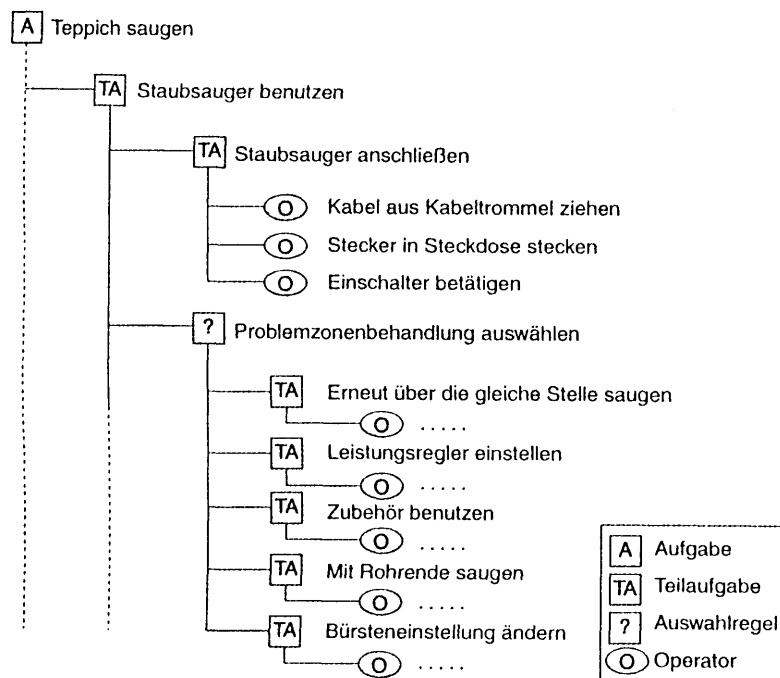 A Teppich saugen
TA Staubsauger benutzen
TA Staubsauger anschließen
O Kabel aus Kabeltrommel ziehen
O Stecker in Steckdose stecken
O Einschalter betätigen
? Problemzonenbehandlung auswählen
TA Erneut über die gleiche Stelle saugen
O .....
TA Leistungsregler einstellen
O .....
TA Zubehör benutzen
O .....
TA Mit Rohrende saugen
O .....
TA Bürsteneinstellung ändern
O .....
A Aufgabe
TA Teilaufgabe
? Auswahlregel
O Operator